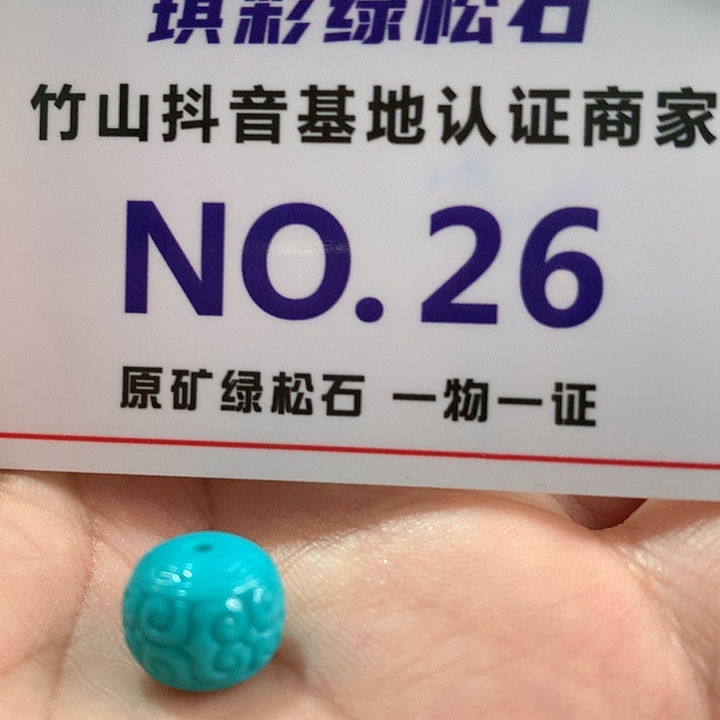 琪彩绿松石
竹山抖音基地认证商家
NO. 26
原矿绿松石 一物一证